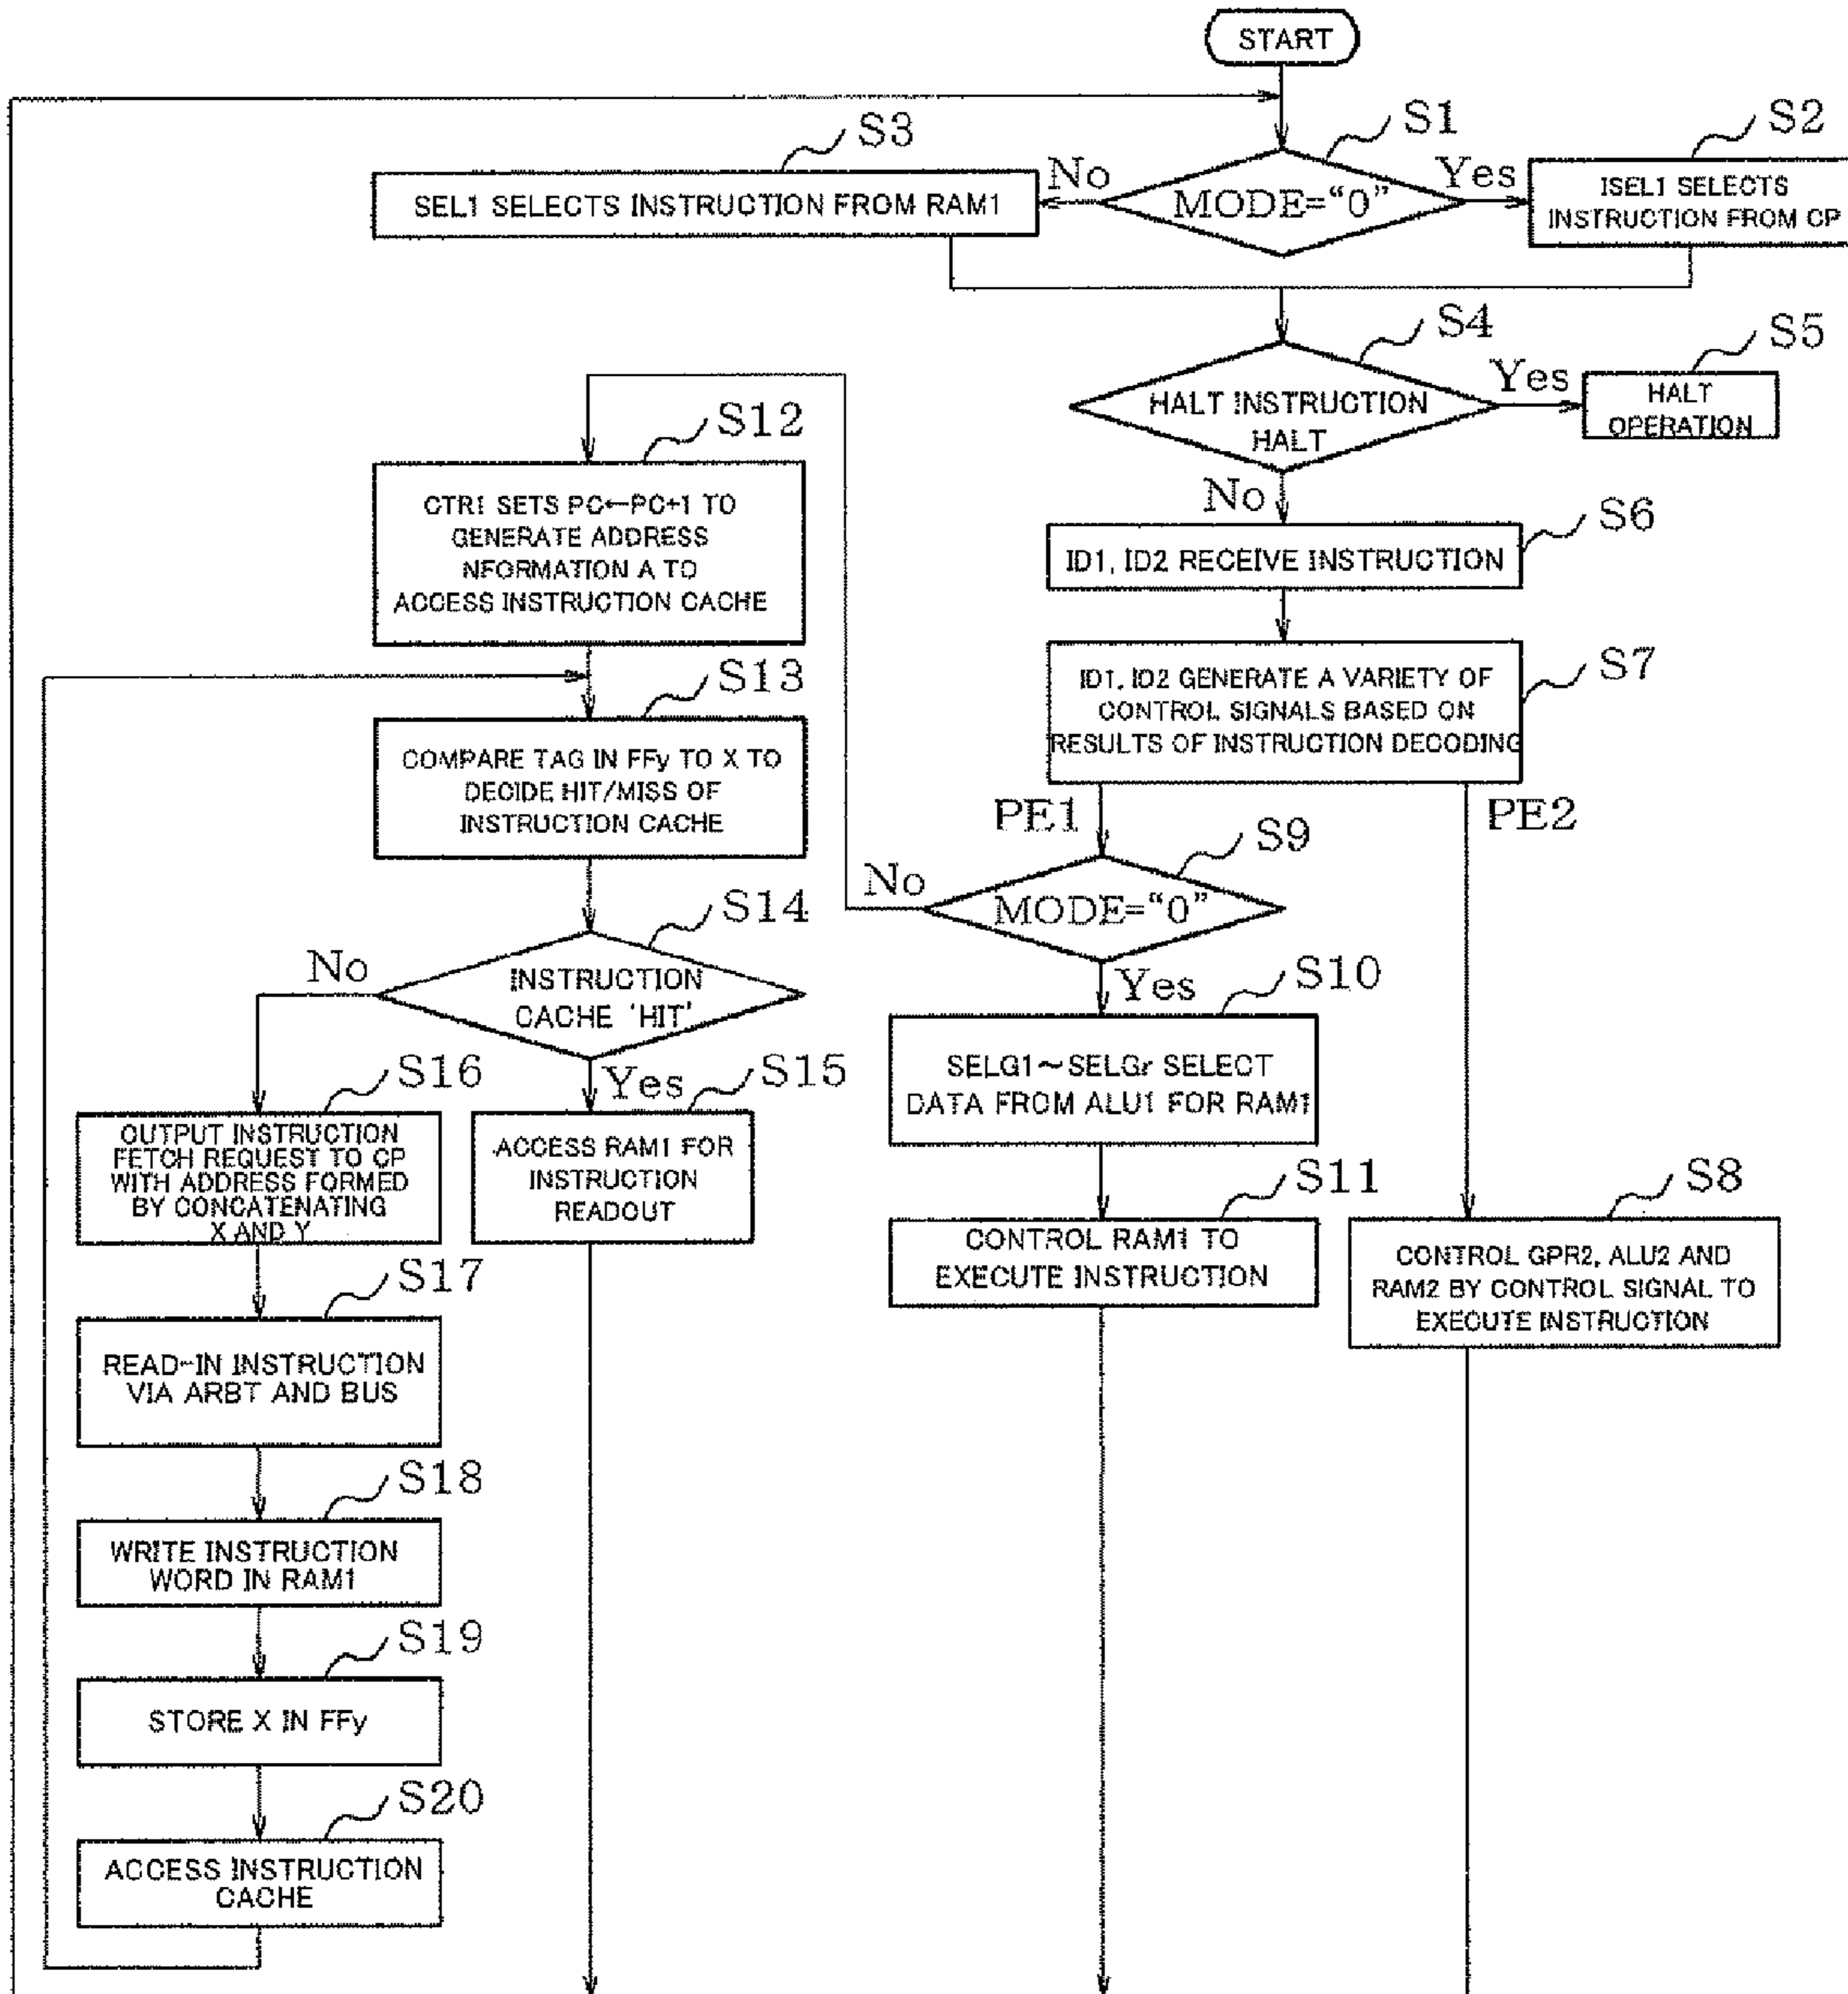 START
S1
MODE="0"
Yes
No
S2
ISEL1 SELECTS
INSTRUCTION FROM CP
S3
SEL1 SELECTS INSTRUCTION FROM RAM1
S4
HALT INSTRUCTION
HALT
Yes
No
S5
HALT
OPERATION
S6
ID1, ID2 RECEIVE INSTRUCTION
S7
ID1, ID2 GENERATE A VARIETY OF
CONTROL SIGNALS BASED ON
RESULTS OF INSTRUCTION DECODING
PE1
PE2
S8
CONTROL GPR2, ALU2 AND
RAM2 BY CONTROL SIGNAL TO
EXECUTE INSTRUCTION
S9
MODE="0"
No
Yes
S10
SELG1~SELGr SELECT
DATA FROM ALU1 FOR RAM1
S11
CONTROL RAM1 TO
EXECUTE INSTRUCTION
S12
CTR1 SETS PC←PC+1 TO
GENERATE ADDRESS
NFORMATION A TO
ACCESS INSTRUCTION CACHE
S13
COMPARE TAG IN FFy TO X TO
DECIDE HIT/MISS OF
INSTRUCTION CACHE
S14
INSTRUCTION
CACHE 'HIT'
No
Yes
S15
ACCESS RAM1 FOR
INSTRUCTION
READOUT
S16
OUTPUT INSTRUCTION
FETCH REQUEST TO CP
WITH ADDRESS FORMED
BY CONCATENATING
X AND Y
S17
READ-IN INSTRUCTION
VIA ARBT AND BUS
S18
WRITE INSTRUCTION
WORD IN RAM1
S19
STORE X IN FFy
S20
ACCESS INSTRUCTION
CACHE